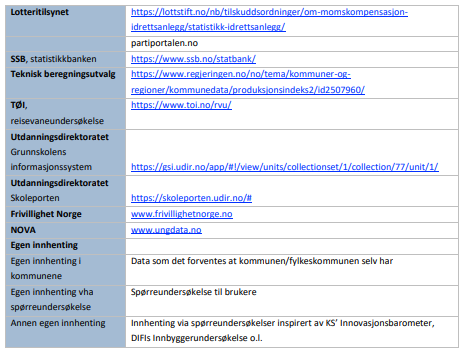 Lotteritilsynet https://lottstift.no/nb/tilskuddsordninger/om-momskompensasjon-
idrettsanlegg/statistikk-idrettsanlegg/
partiportalen.no
SSB, statistikkbanken https://www.ssb.no/statbank/
Teknisk beregningsutvalg https://www.regjeringen.no/no/tema/kommuner-og-
regioner/kommunedata/produksjonsindeks2/id2507960/
TØI, https://www.toi.no/rvu/
reisevaneundersøkelse
Utdanningsdirektoratet
Grunnskolens
informasjonssystem https://gsi.udir.no/app/#!/view/units/collectionset/1/collection/77/unit/1/
Utdanningsdirektoratet
Skoleporten https://skoleporten.udir.no/#
Frivillighet Norge www.frivillighetnorge.no
NOVA www.ungdata.no
Egen innhenting
Egen innhenting i Data som det forventes at kommunen/fylkeskommunen selv har
kommunene
Egen innhenting vha Spørreundersøkelse til brukere
spørreundersøkelse
Annen egen innhenting Innhenting via spørreundersøkelser inspirert av KS' Innovasjonsbarometer,
DIFIs Innbyggerundersøkelse o.l.